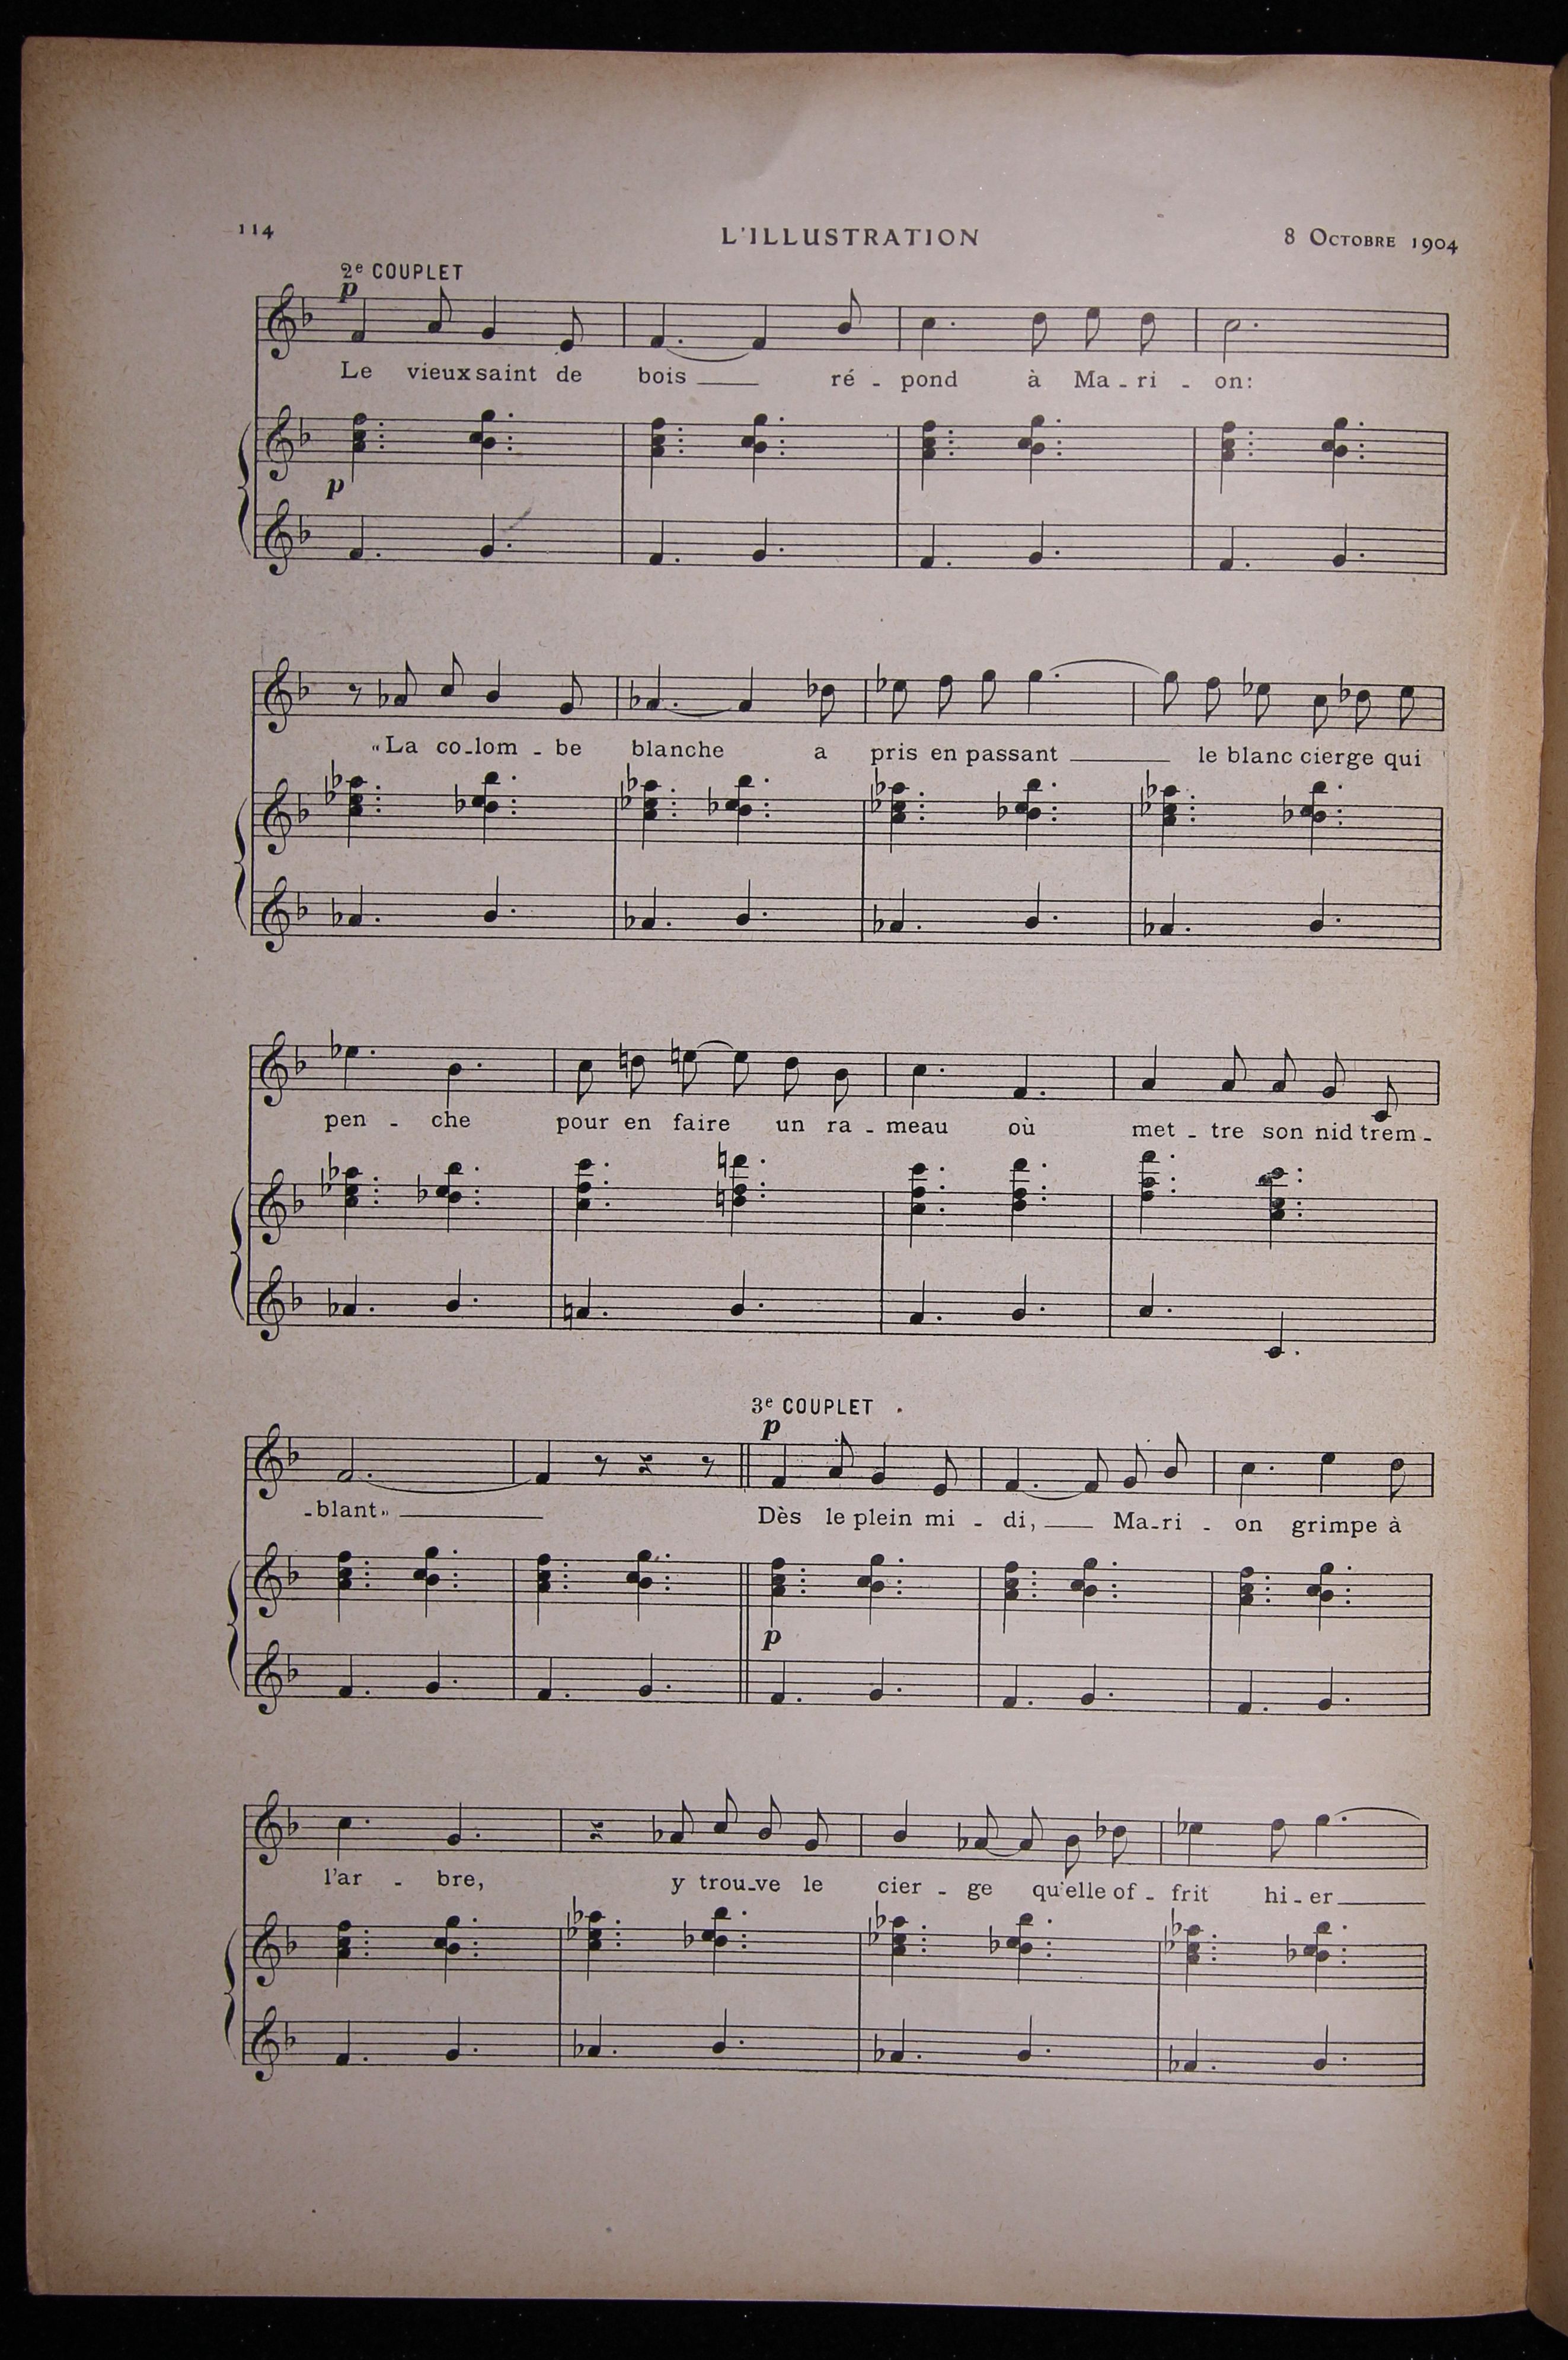 114 L'ILLUSTRATION 8 OCTOBRE 1904
2e COUPLET
p
Le vieux saint de bois ré - pond à Ma - ri - on:
p
"La co - lom - be blanche a pris en passant le blanc cierge qui
pen - che pour en faire un ra - meau où met - tre son nid trem -
3e COUPLET
p
- blant" Dès le plein mi - di, Ma - ri - on grimpe à
p
l'ar - bre, y trou - ve le cier - ge qu'elle of - frit hi - er